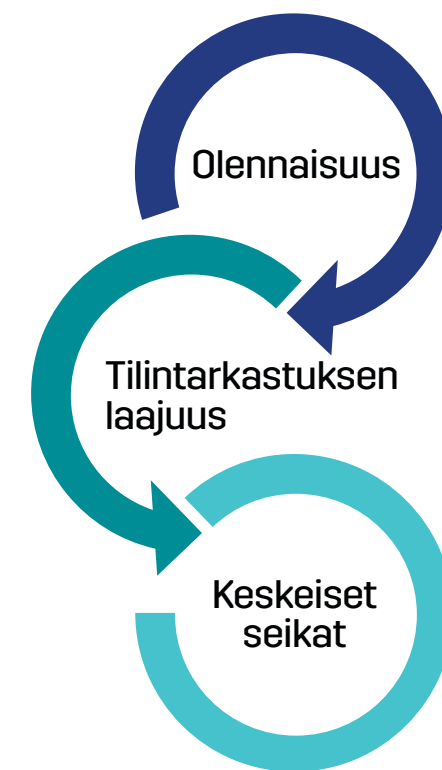 Olennaisuus
Tilintarkastuksen
laajuus
Keskeiset
seikat